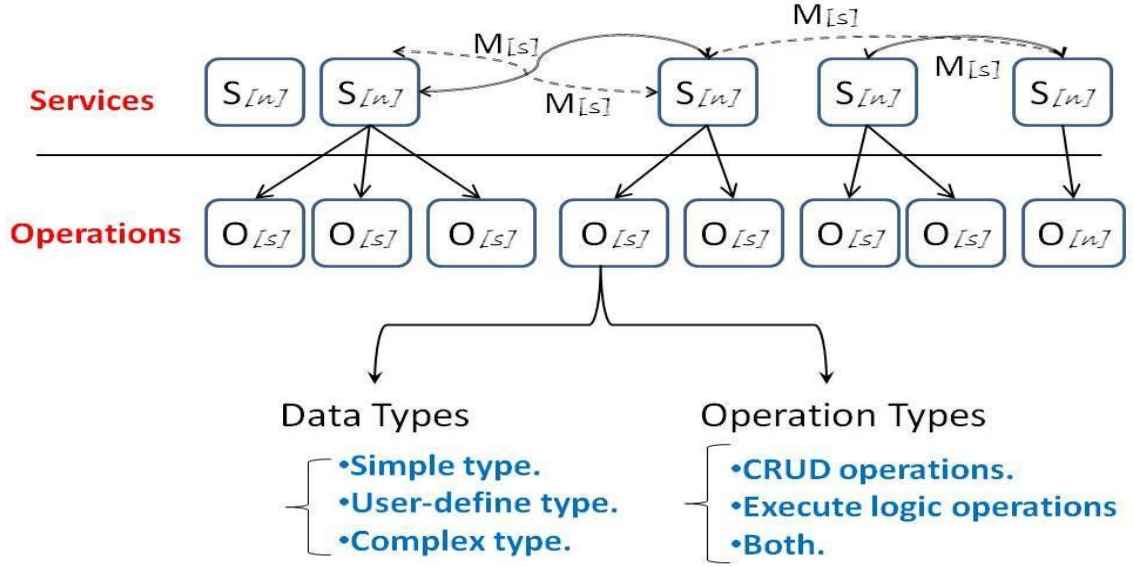 M[s]
M[s]
M[s]
M[s]
Services
S[n] S[n] S[n] S[n] S[n]
Operations
O[s] O[s] O[s] O[s] O[s] O[s] O[s] O[n]
Data Types
•Simple type.
•User-define type.
•Complex type.
Operation Types
•CRUD operations.
•Execute logic operations
•Both.